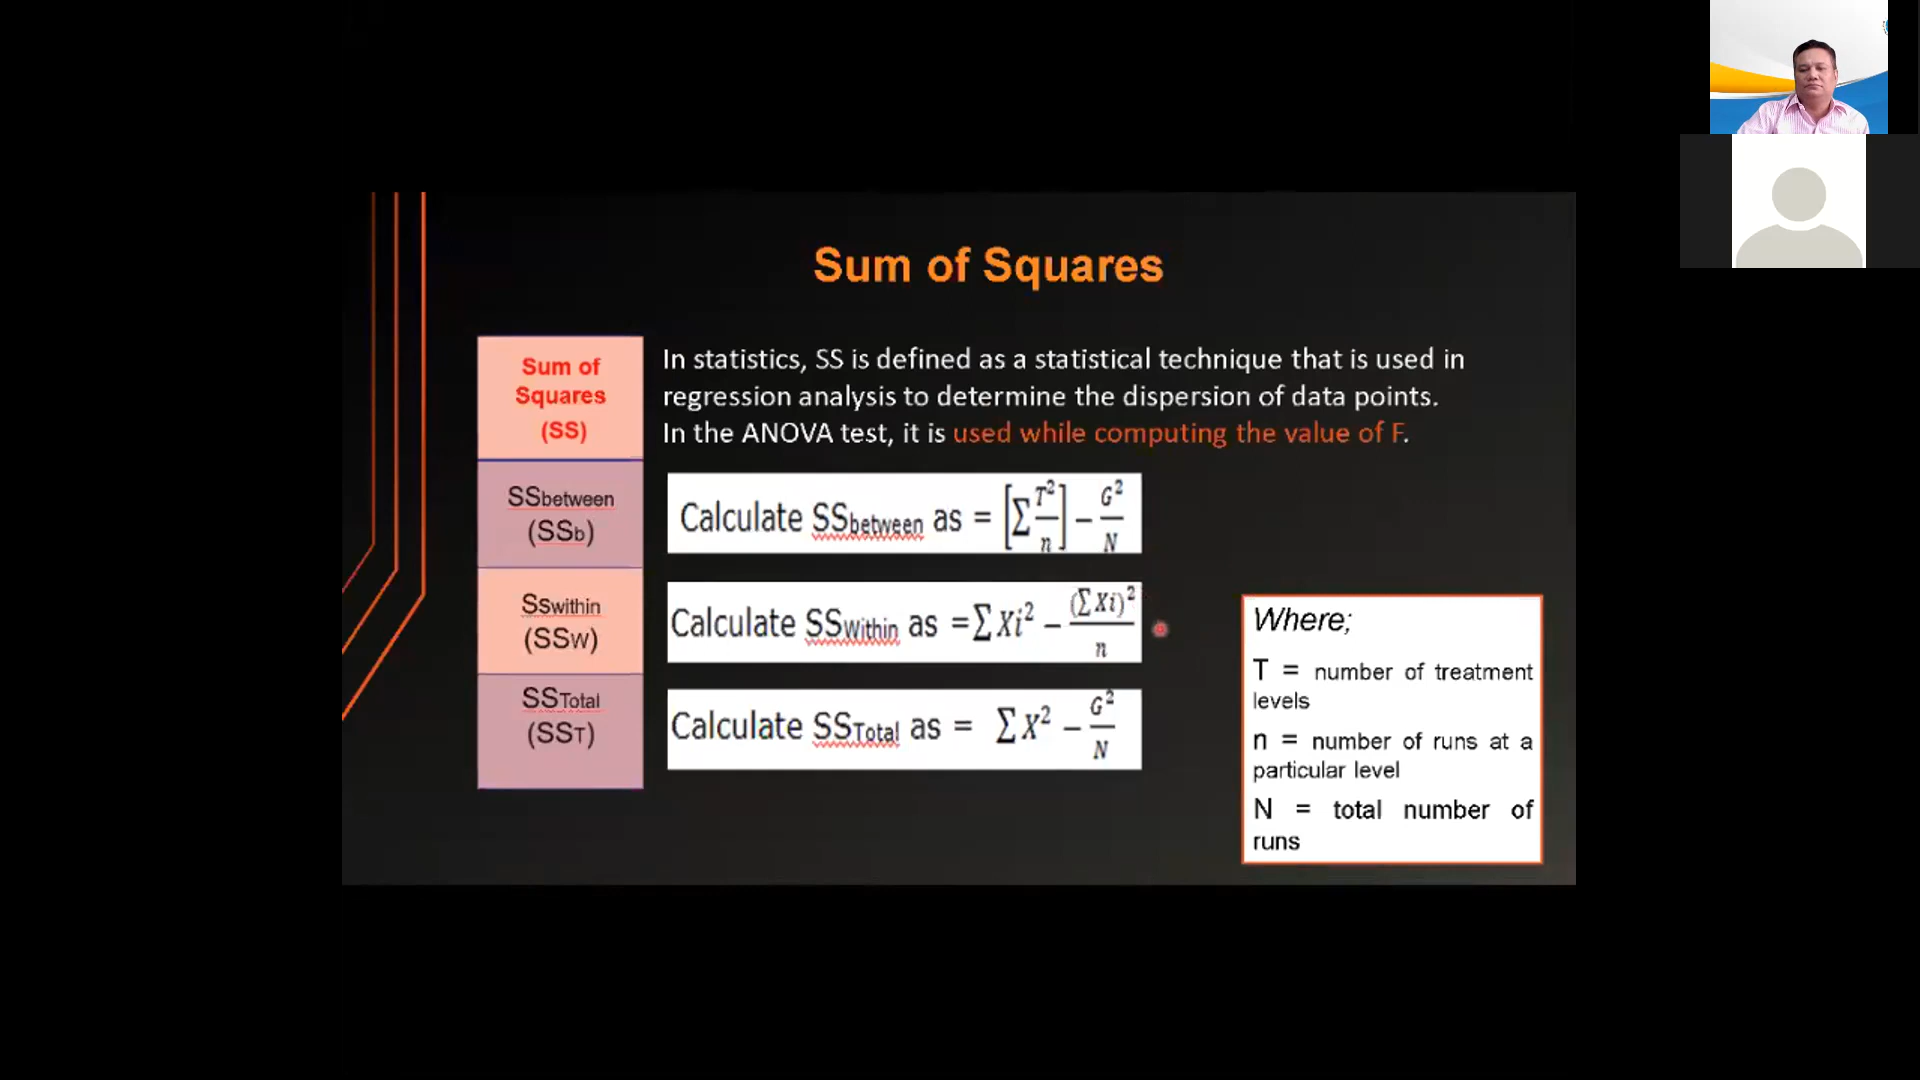 Sum of Squares
Sum of
Squares
(SS)
In statistics, SS is defined as a statistical technique that is used in
regression analysis to determine the dispersion of data points.
In the ANOVA test, it is used while computing the value of F.
SSbetween
(SSb)
Calculate SSbetween as = [∑ T²/n] − G²/N
Sswithin
(SSW)
Calculate SSWithin as =∑ Xi² − (∑ Xi)²/n
SSTotal
(SST)
Calculate SSTotal as = ∑ X² − G²/N
Where;
T = number of treatment
levels
n = number of runs at a
particular level
N = total number of
runs